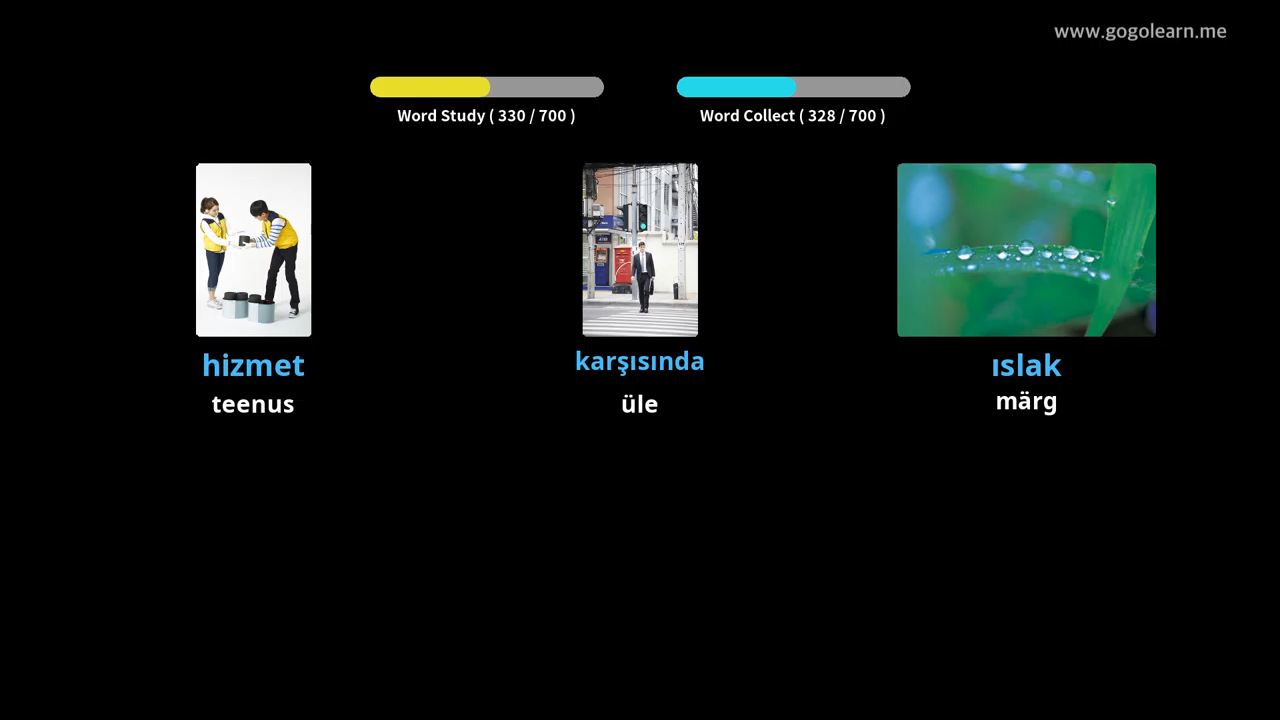 www.gogolearn.me
Word Study ( 330 / 700 )
Word Collect ( 328 / 700 )
hizmet
teenus
karşısında
üle
ıslak
märg